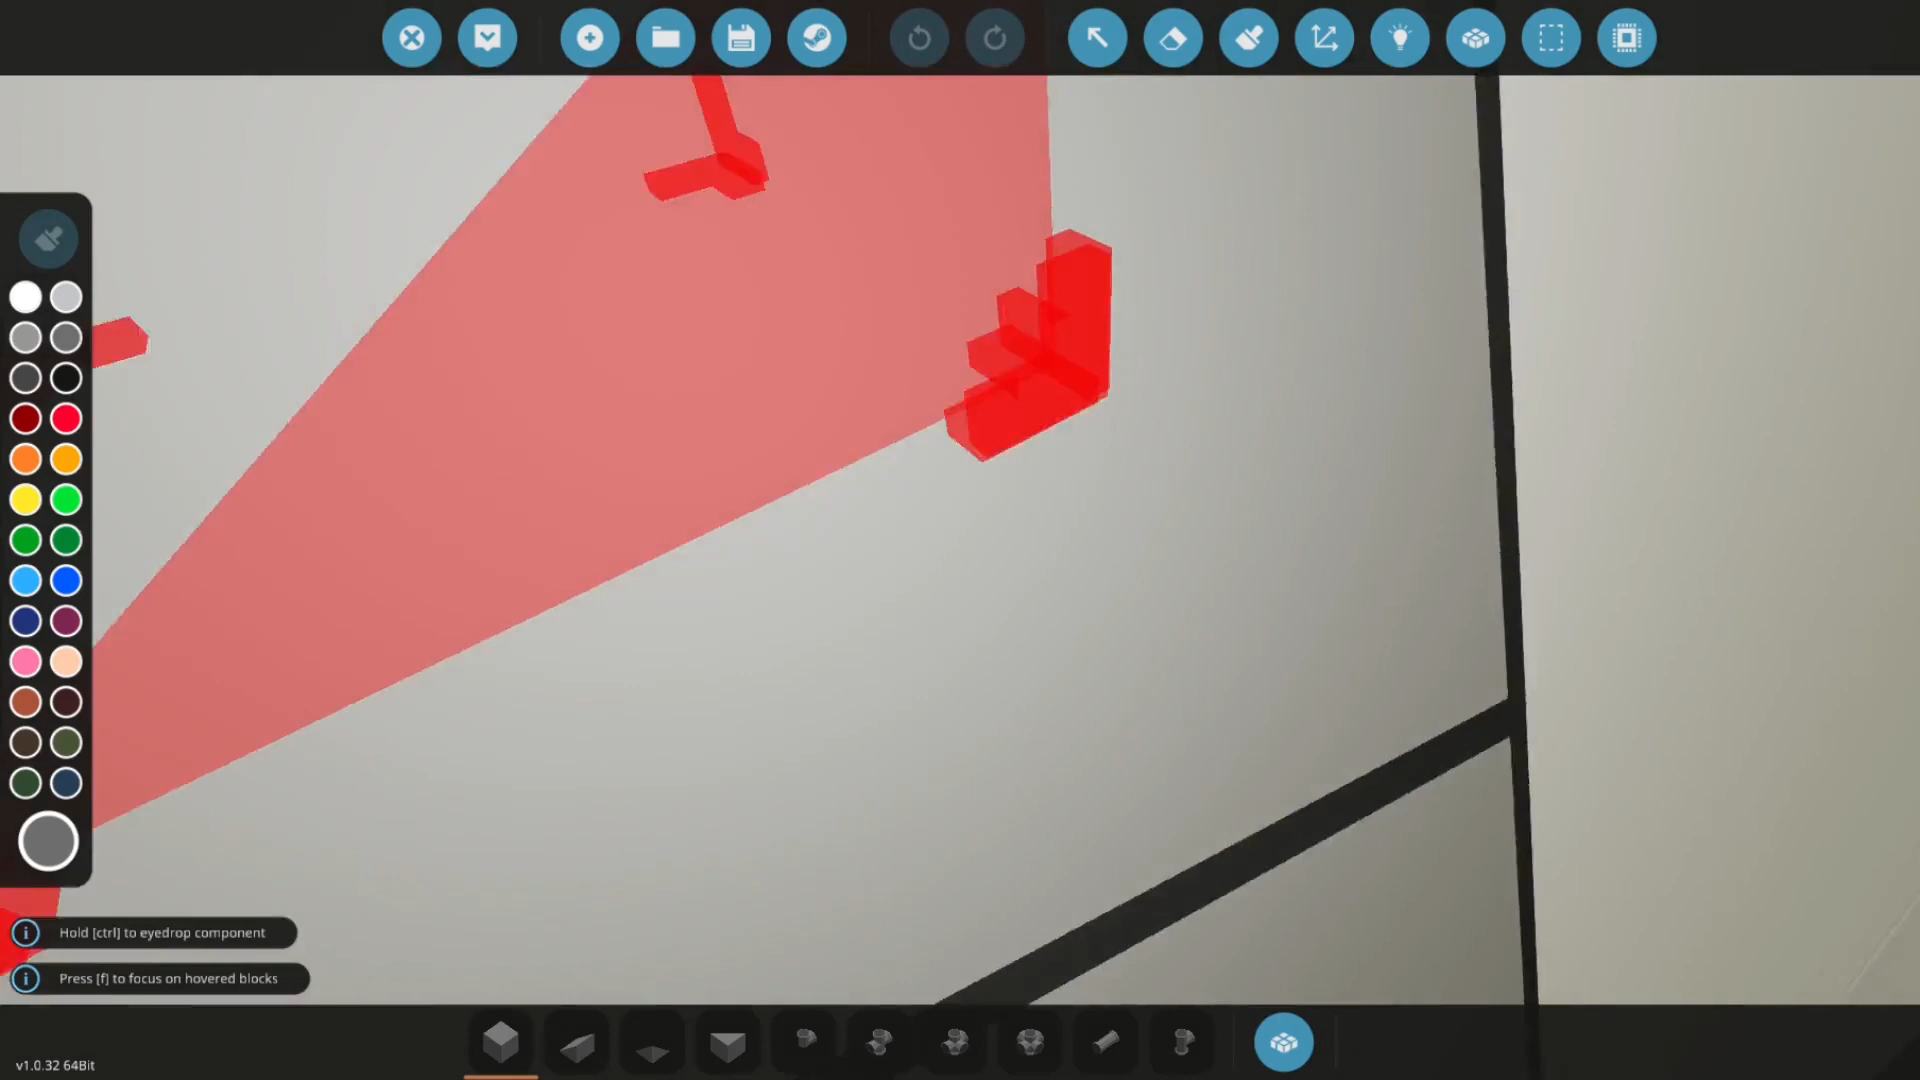 Hold [ctrl] to eyedrop component
Press [f] to focus on hovered blocks
v1.0.32 64Bit